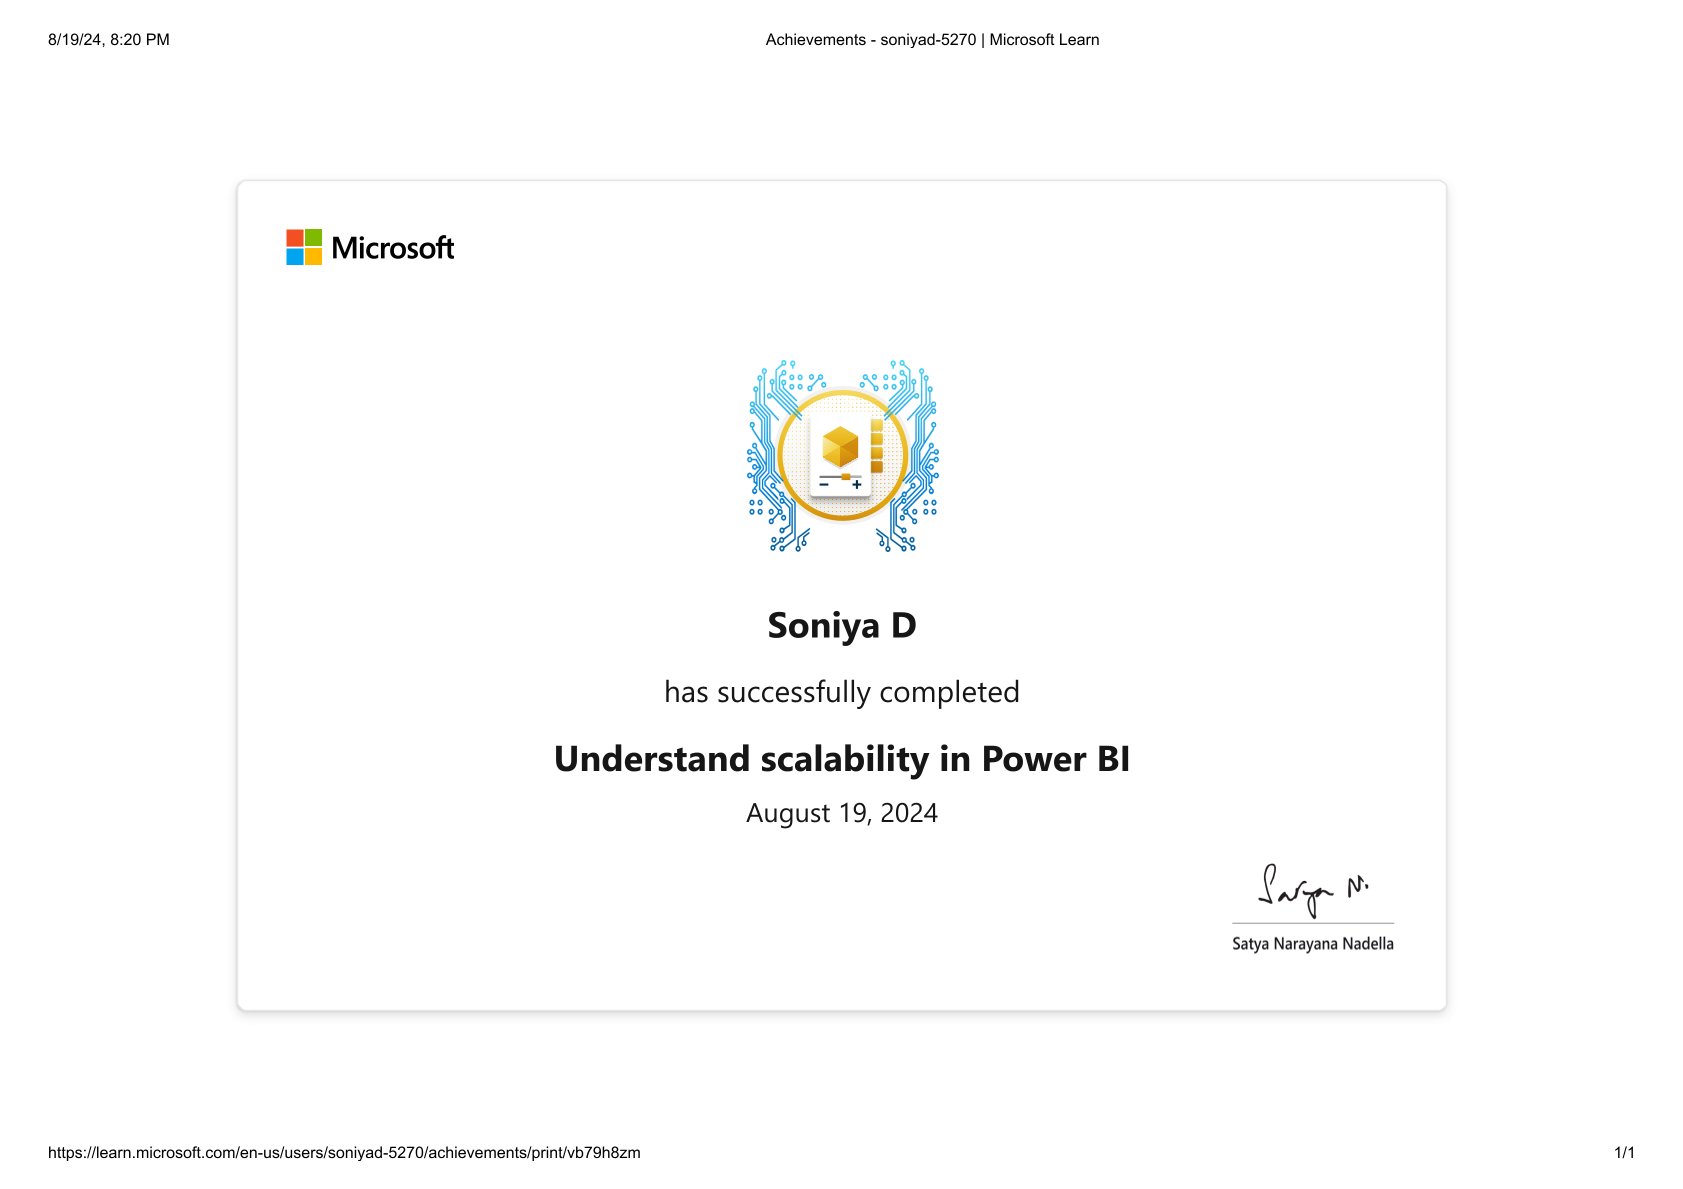 8/19/24, 8:20 PM
Achievements - soniyad-5270 | Microsoft Learn
Microsoft
Soniya D
has successfully completed
Understand scalability in Power BI
August 19, 2024
Satya N.
Satya Narayana Nadella
https://learn.microsoft.com/en-us/users/soniyad-5270/achievements/print/vb79h8zm
1/1